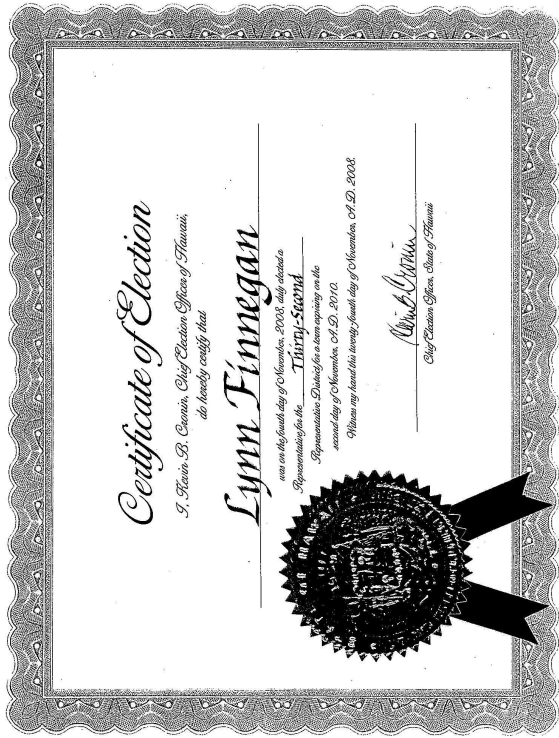 Certificate of Election
I, Kevin B. Cronin, Chief Election Officer of Hawaii,
do hereby certify that
Lynn Finnegan
was on the fourth day of November, 2008, duly elected a
Representative for the Thirty-Second
Representative District for a term expiring on the
second day of November, A.D. 2010.
Witness my hand this twenty-fourth day of November, A.D. 2008.
Kevin B. Cronin
Chief Election Officer, State of Hawaii